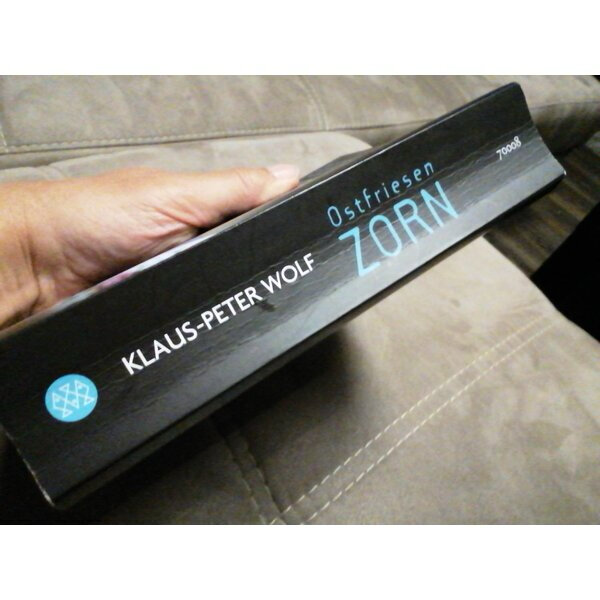 KLAUS-PETER WOLF
Ostfriesen
ZORN
70008